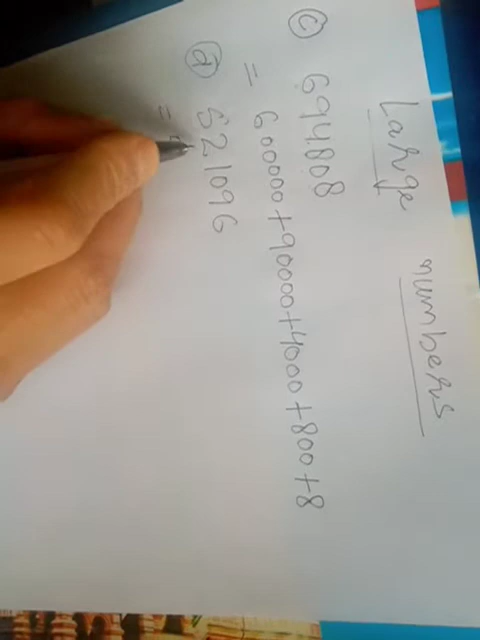 Large numbers
(c) 694808
= 600000+90000+4000+800+8
(d) 521096
=